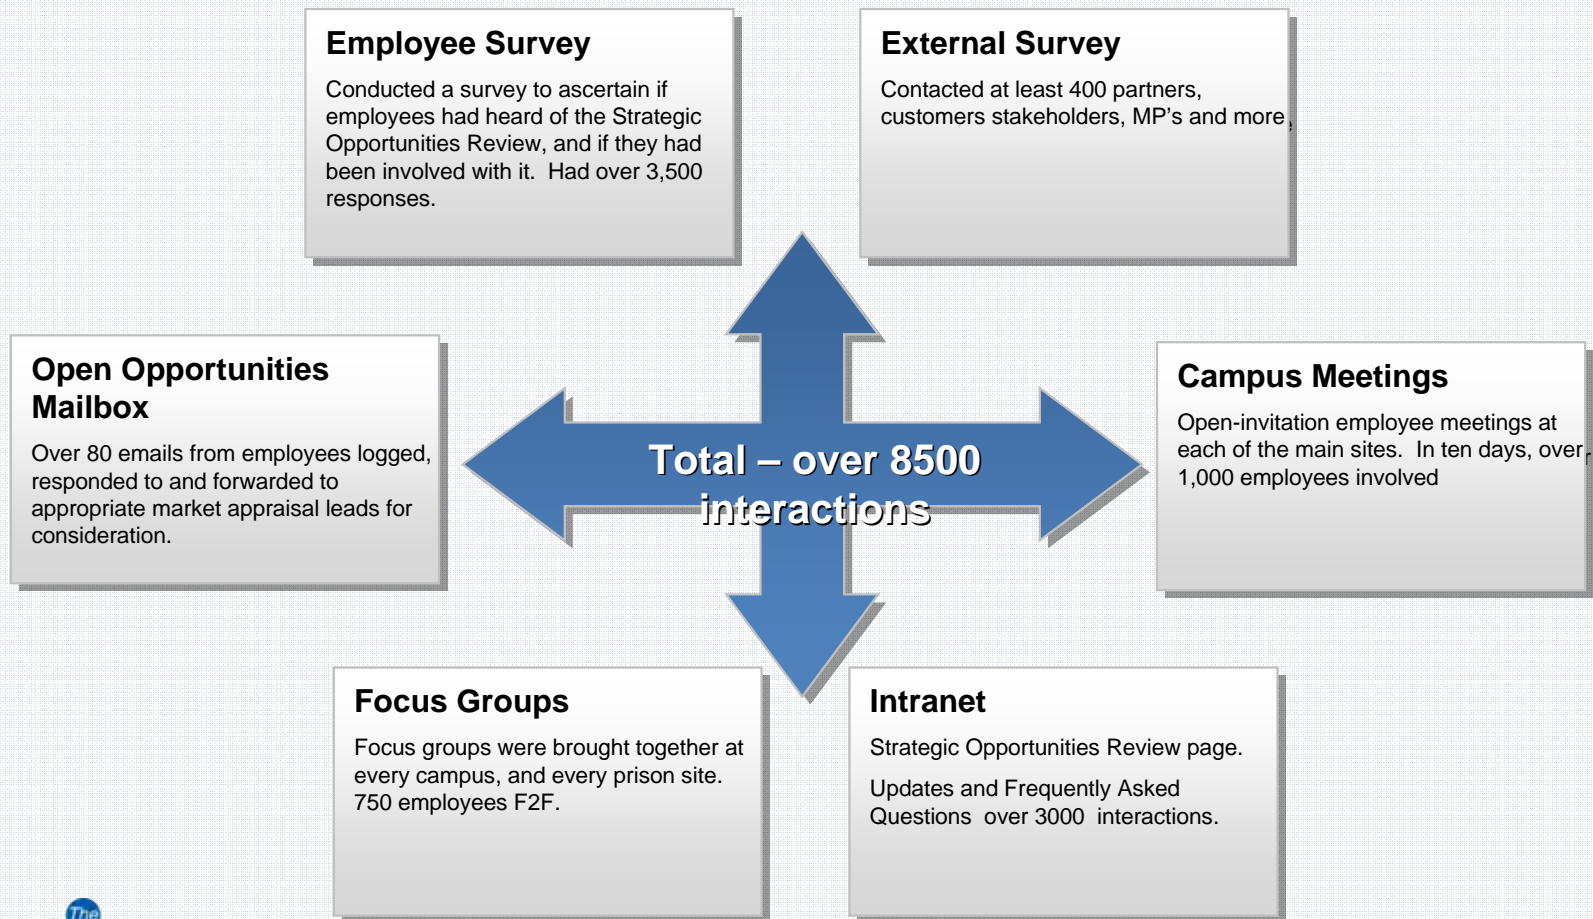 Employee Survey
Conducted a survey to ascertain if
employees had heard of the Strategic
Opportunities Review, and if they had
been involved with it.  Had over 3,500
responses.
External Survey
Contacted at least 400 partners,
customers stakeholders, MP's and more
Open Opportunities
Mailbox
Over 80 emails from employees logged,
responded to and forwarded to
appropriate market appraisal leads for
consideration.
Total – over 8500
interactions
Campus Meetings
Open-invitation employee meetings at
each of the main sites.  In ten days, over
1,000 employees involved
Focus Groups
Focus groups were brought together at
every campus, and every prison site.
750 employees F2F.
Intranet
Strategic Opportunities Review page.
Updates and Frequently Asked
Questions  over 3000  interactions.
The